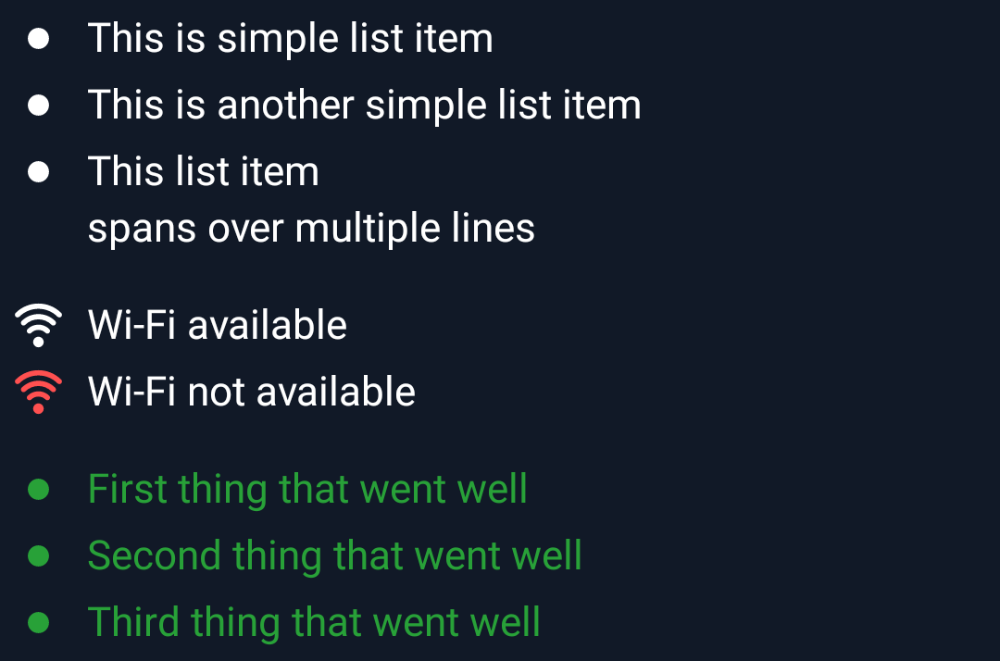 This is simple list item
This is another simple list item
This list item
spans over multiple lines
Wi-Fi available
Wi-Fi not available
First thing that went well
Second thing that went well
Third thing that went well